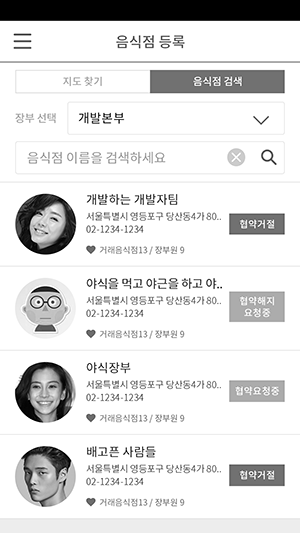 음식점 등록
지도 찾기
음식점 검색
장부 선택
개발본부
음식점 이름을 검색하세요
개발하는 개발자팀
서울특별시 영등포구 당산동4가 80..
02-1234-1234
거래음식점13 / 장부원 9
협약거절
야식을 먹고 야근을 하고 야..
서울특별시 영등포구 당산동4가 80..
02-1234-1234
거래음식점13 / 장부원 9
협약해지
요청중
야식장부
서울특별시 영등포구 당산동4가 80..
02-1234-1234
거래음식점13 / 장부원 9
협약요청중
배고픈 사람들
서울특별시 영등포구 당산동4가 80..
02-1234-1234
거래음식점13 / 장부원 9
협약거절